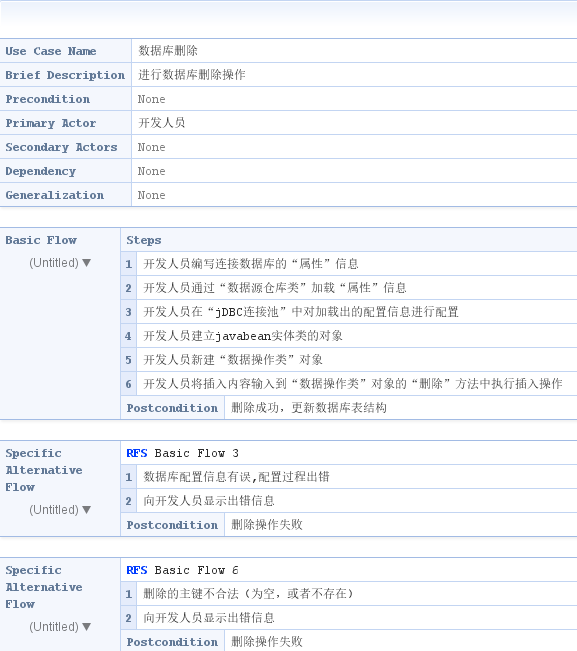 Use Case Name 数据库删除
Brief Description 进行数据库删除操作
Precondition None
Primary Actor 开发人员
Secondary Actors None
Dependency None
Generalization None
Basic Flow Steps
(Untitled) ▼
1 开发人员编写连接数据库的“属性”信息
2 开发人员通过“数据源仓库类”加载“属性”信息
3 开发人员在“jDBC连接池”中对加载出的配置信息进行配置
4 开发人员建立javabean实体类的对象
5 开发人员新建“数据操作类”对象
6 开发人员将插入内容输入到“数据操作类”对象的“删除”方法中执行插入操作
Postcondition 删除成功，更新数据库表结构
Specific
Alternative
Flow
(Untitled) ▼
RFS Basic Flow 3
1 数据库配置信息有误,配置过程出错
2 向开发人员显示出错信息
Postcondition 删除操作失败
Specific
Alternative
Flow
(Untitled) ▼
RFS Basic Flow 6
1 删除的主键不合法（为空，或者不存在）
2 向开发人员显示出错信息
Postcondition 删除操作失败